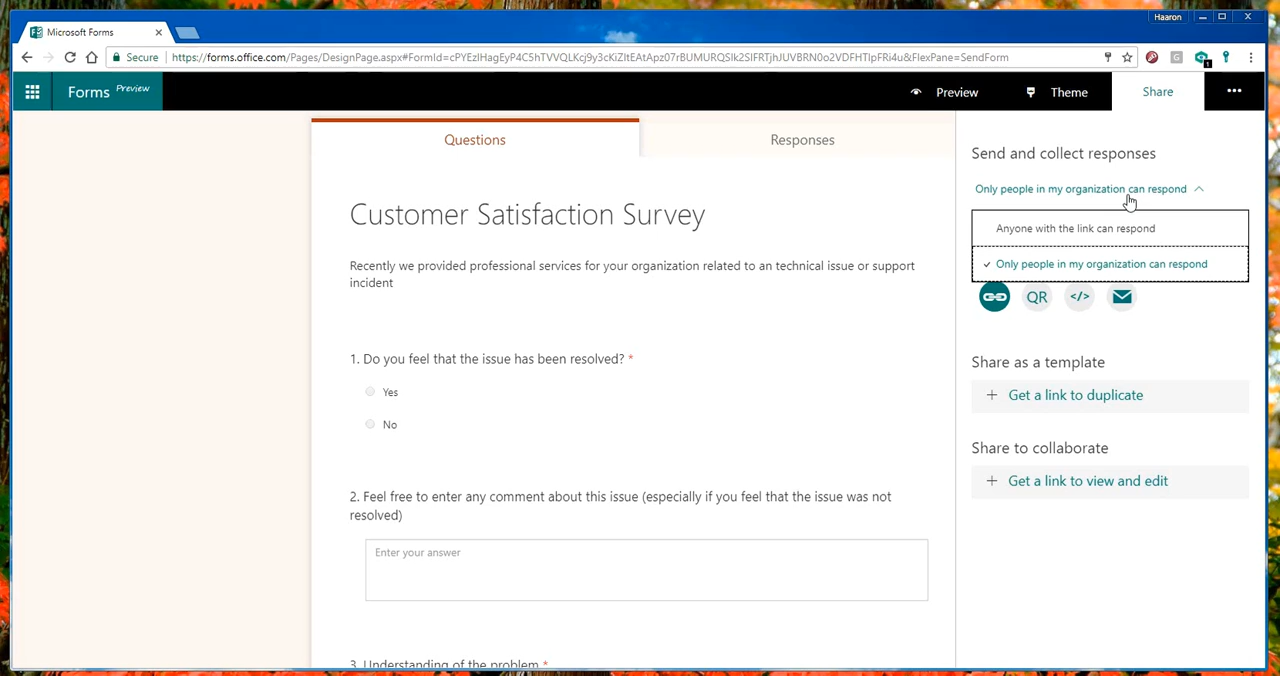 Haaron
Microsoft Forms
Secure
https://forms.office.com/Pages/DesignPage.aspx#FormId=cPYEzIHagEyP4C5hTVVQLKcj9y3cKiZItEAtApz07rBUMURQSIk2SIFRTjhJUVBRN0o2VDFHTlpFRi4u&FlexPane=SendForm
Forms Preview
Preview
Theme
Share
Questions
Responses
Send and collect responses
Only people in my organization can respond
Anyone with the link can respond
✓ Only people in my organization can respond
QR
</>
Customer Satisfaction Survey
Recently we provided professional services for your organization related to an technical issue or support
incident
1. Do you feel that the issue has been resolved? *
Yes
No
Share as a template
+ Get a link to duplicate
Share to collaborate
+ Get a link to view and edit
2. Feel free to enter any comment about this issue (especially if you feel that the issue was not
resolved)
Enter your answer
3. Understanding of the problem *